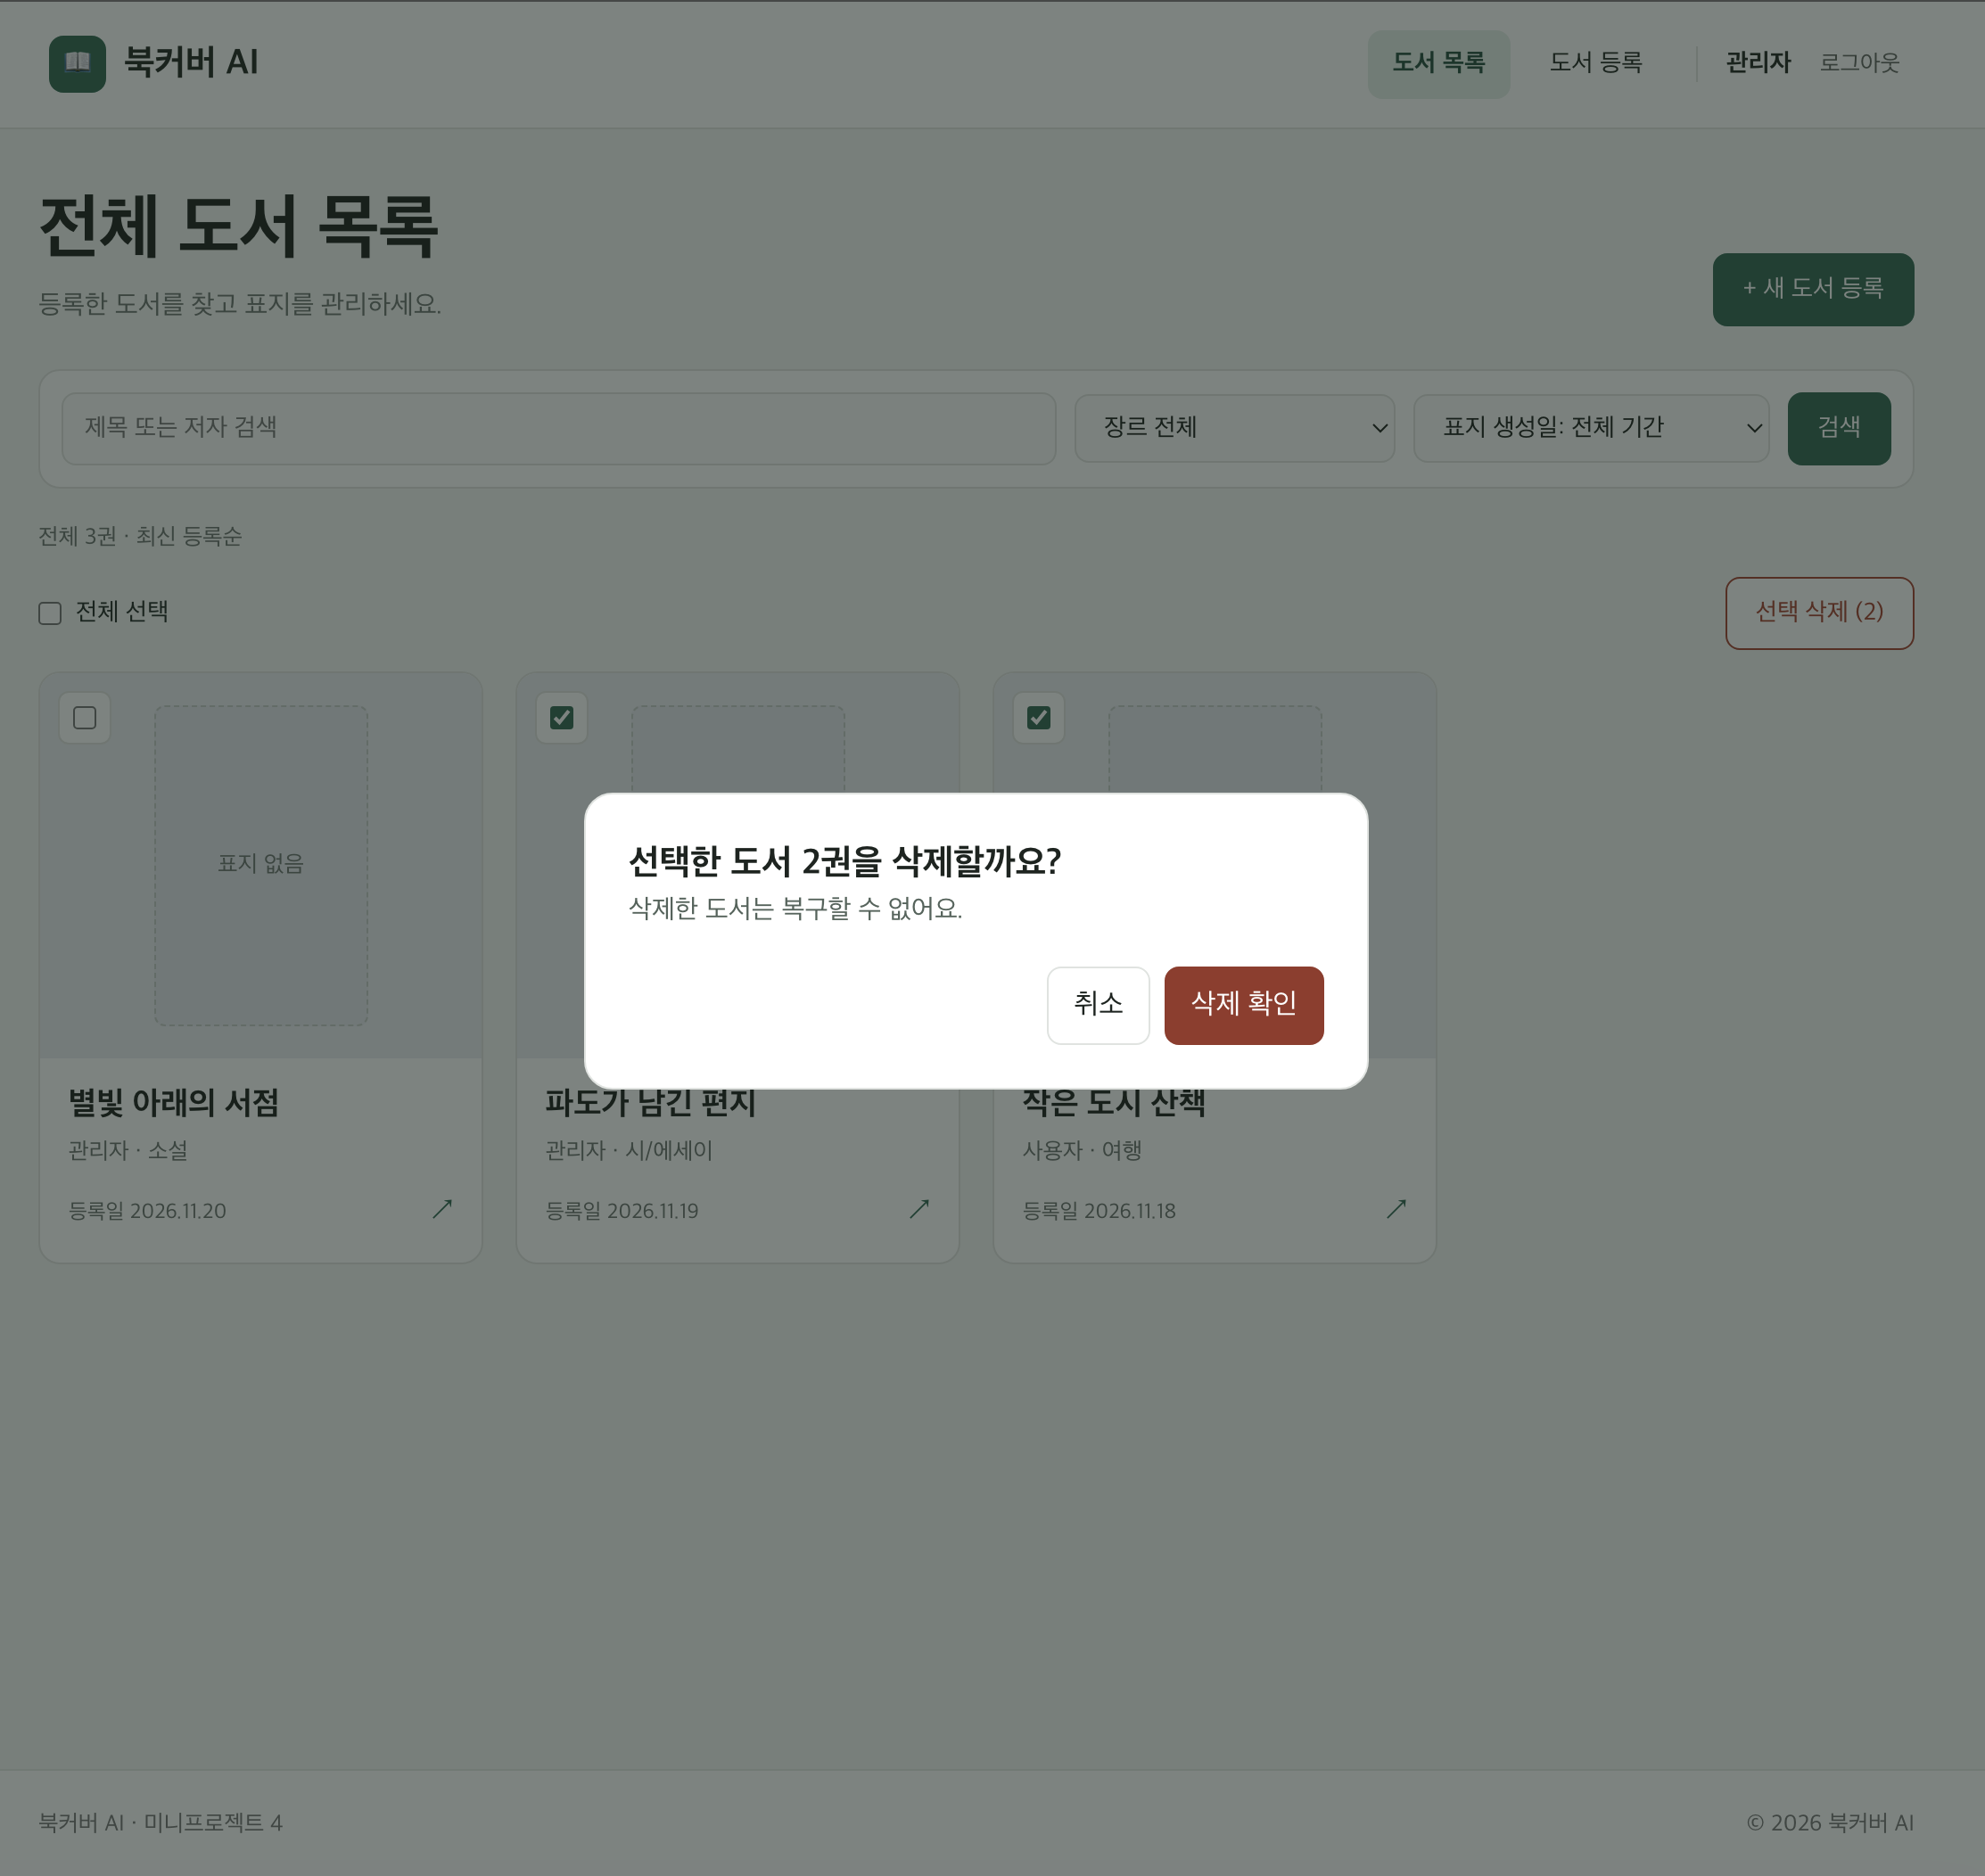 북커버 AI
도서 목록
도서 등록
관리자
로그아웃
전체 도서 목록
등록한 도서를 찾고 표지를 관리하세요.
+ 새 도서 등록
제목 또는 저자 검색
장르 전체
표지 생성일: 전체 기간
검색
전체 3권 · 최신 등록순
전체 선택
선택 삭제 (2)
표지 없음
선택한 도서 2권을 삭제할까요?
삭제한 도서는 복구할 수 없어요.
취소
삭제 확인
별빛 아래의 서점
관리자 · 소설
등록일 2026.11.20
파도가 남긴 편지
관리자 · 시/에세이
등록일 2026.11.19
작은 도시 산책
사용자 · 여행
등록일 2026.11.18
북커버 AI · 미니프로젝트 4
© 2026 북커버 AI